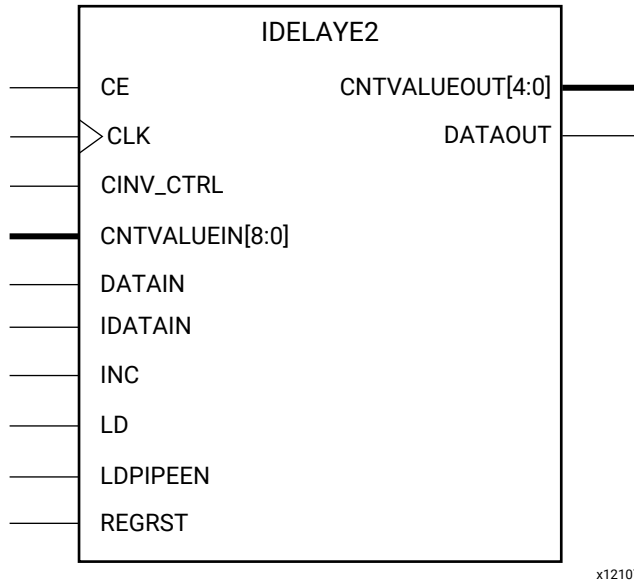 IDELAYE2
CE
CNTVALUEOUT[4:0]
CLK
DATAOUT
CINV_CTRL
CNTVALUEIN[8:0]
DATAIN
IDATAIN
INC
LD
LDPIPEEN
REGRST
x1210